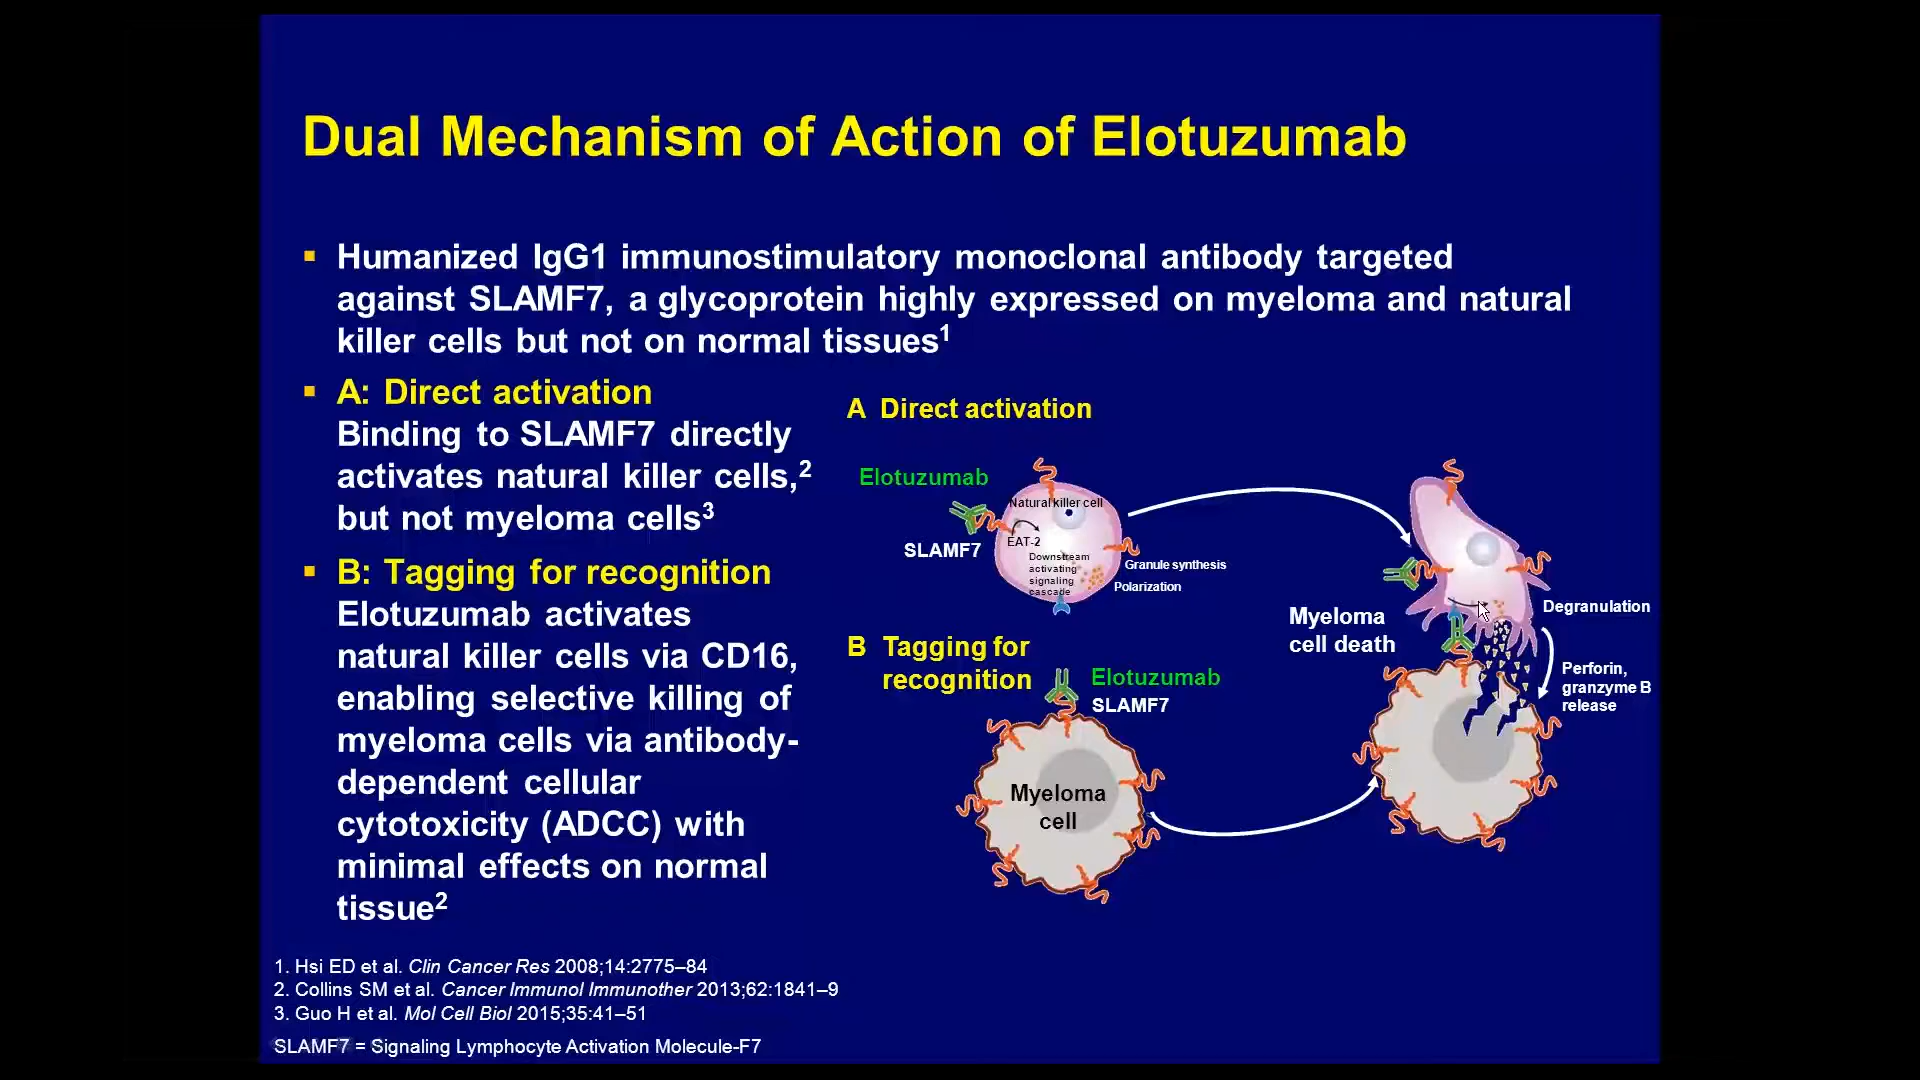 Dual Mechanism of Action of Elotuzumab
▪ Humanized IgG1 immunostimulatory monoclonal antibody targeted
against SLAMF7, a glycoprotein highly expressed on myeloma and natural
killer cells but not on normal tissues¹
▪ A: Direct activation
Binding to SLAMF7 directly
activates natural killer cells,²
but not myeloma cells³
▪ B: Tagging for recognition
Elotuzumab activates
natural killer cells via CD16,
enabling selective killing of
myeloma cells via antibody-
dependent cellular
cytotoxicity (ADCC) with
minimal effects on normal
tissue²
A Direct activation
Elotuzumab
Natural killer cell
SLAMF7
EAT-2
Downstream
activating
signaling
cascade
Granule synthesis
Polarization
B Tagging for
recognition
Elotuzumab
SLAMF7
Myeloma
cell
Myeloma
cell death
Degranulation
Perforin,
granzyme B
release
1. Hsi ED et al. Clin Cancer Res 2008;14:2775–84
2. Collins SM et al. Cancer Immunol Immunother 2013;62:1841–9
3. Guo H et al. Mol Cell Biol 2015;35:41–51
SLAMF7 = Signaling Lymphocyte Activation Molecule-F7